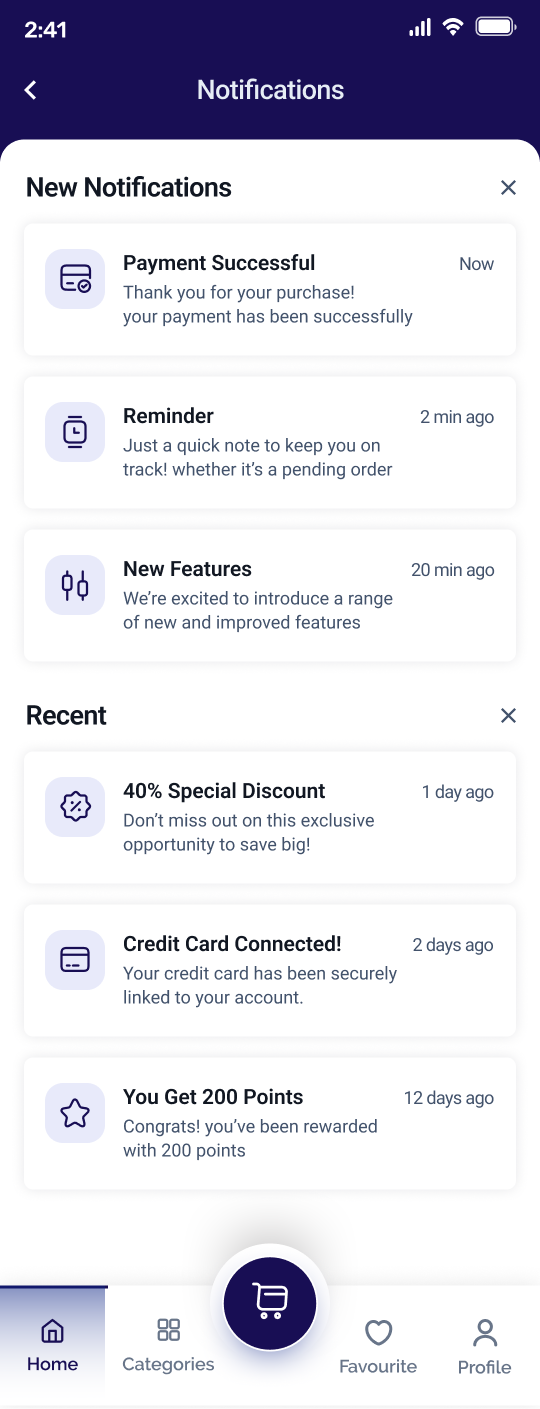 2:41
Notifications
New Notifications
Payment Successful
Now
Thank you for your purchase!
your payment has been successfully
Reminder
2 min ago
Just a quick note to keep you on
track! whether it’s a pending order
New Features
20 min ago
We’re excited to introduce a range
of new and improved features
Recent
40% Special Discount
1 day ago
Don’t miss out on this exclusive
opportunity to save big!
Credit Card Connected!
2 days ago
Your credit card has been securely
linked to your account.
You Get 200 Points
12 days ago
Congrats! you’ve been rewarded
with 200 points
Home
Categories
Favourite
Profile